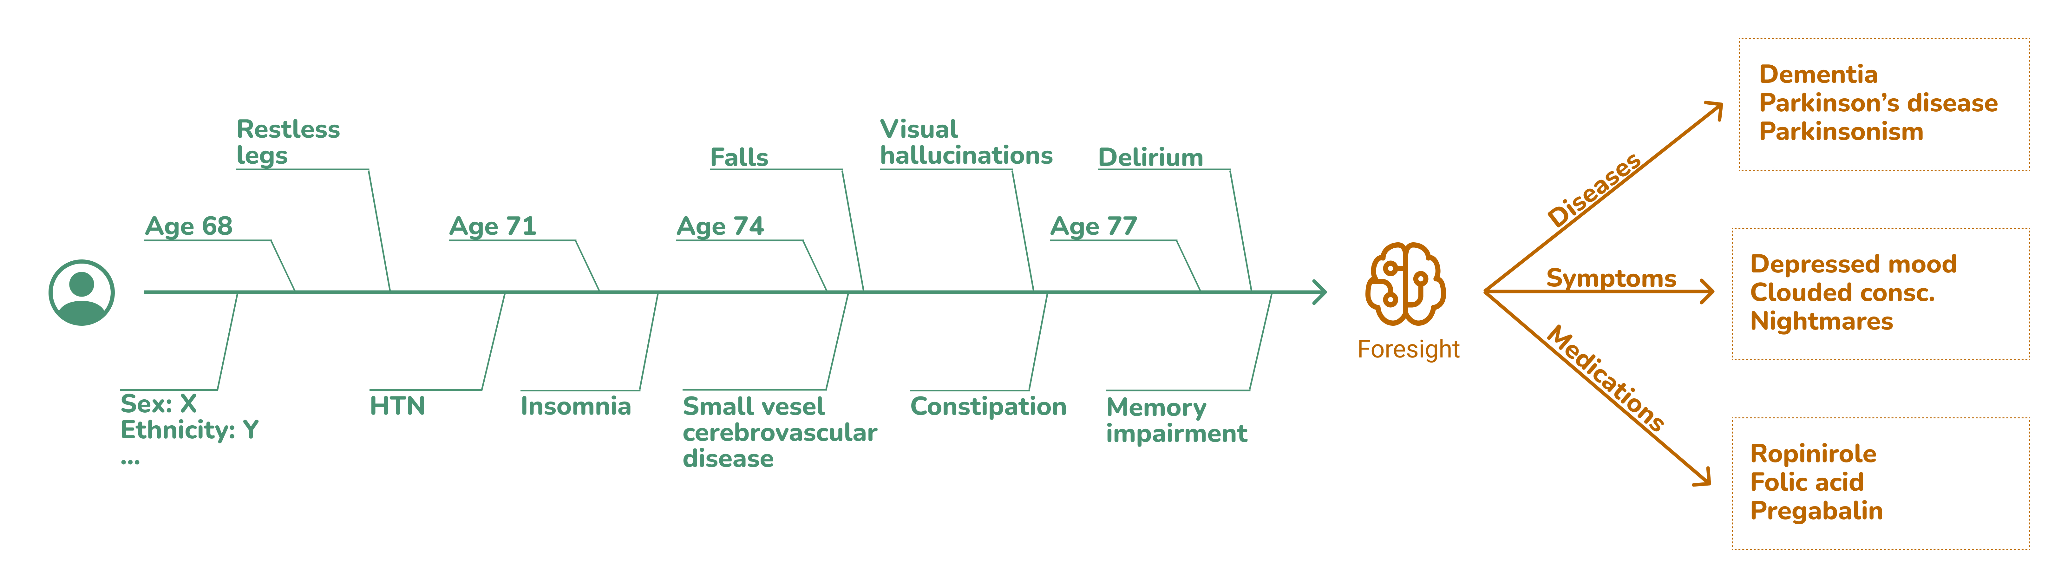 Restless
legs
Falls
Visual
hallucinations
Delirium
Age 68
Age 71
Age 74
Age 77
Sex: X
Ethnicity: Y
...
HTN
Insomnia
Small vesel
cerebrovascular
disease
Constipation
Memory
impairment
Foresight
Diseases
Symptoms
Medications
Dementia
Parkinson's disease
Parkinsonism
Depressed mood
Clouded consc.
Nightmares
Ropinirole
Folic acid
Pregabalin